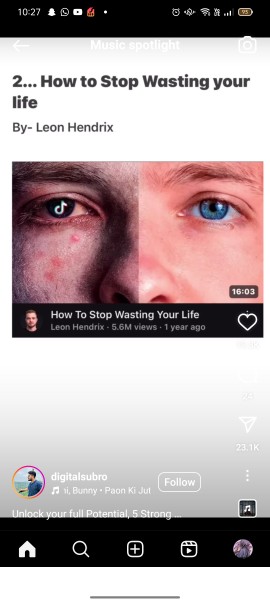 10:27
93
Music spotlight
2... How to Stop Wasting your
life
By- Leon Hendrix
16:03
How To Stop Wasting Your Life
Leon Hendrix · 5.6M views · 1 year ago
23.1K
digitalsubro
Follow
ii, Bunny • Paon Ki Jut
Unlock your full Potential, 5 Strong ...